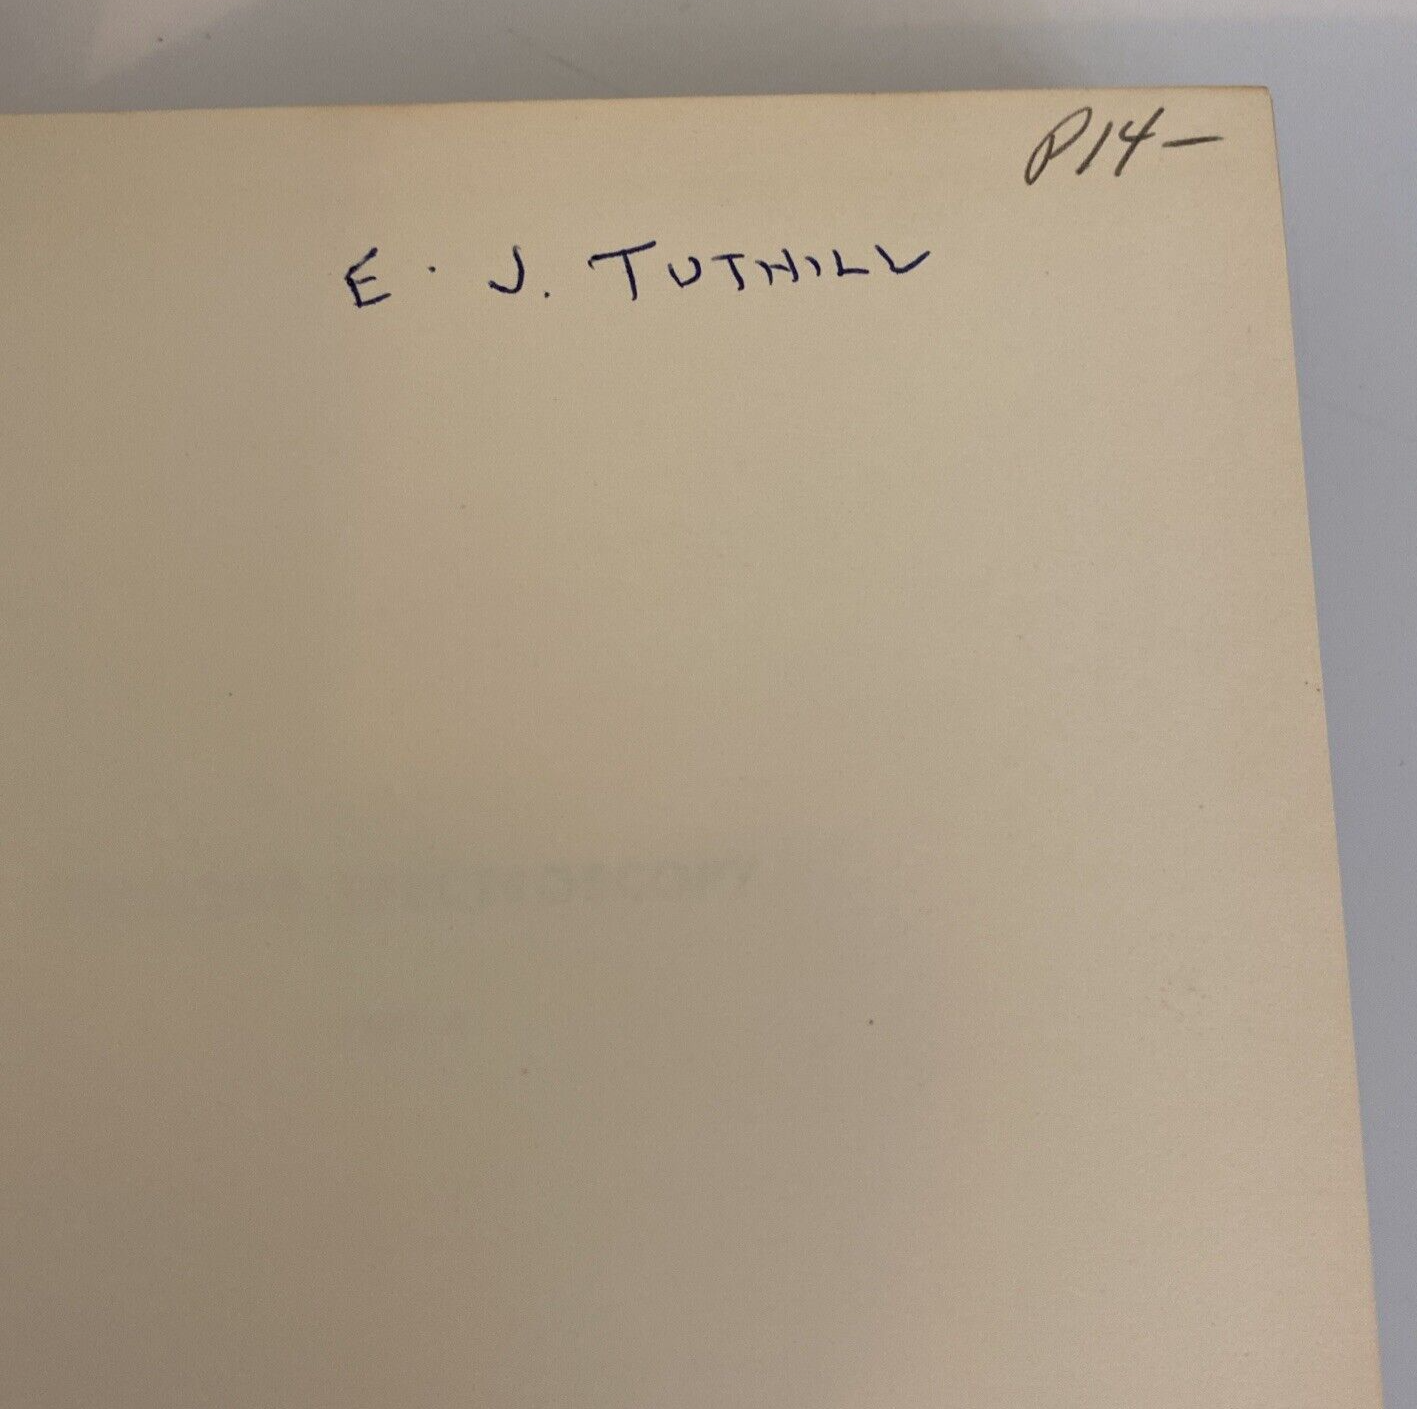 P14-
E. J. TUTHILL